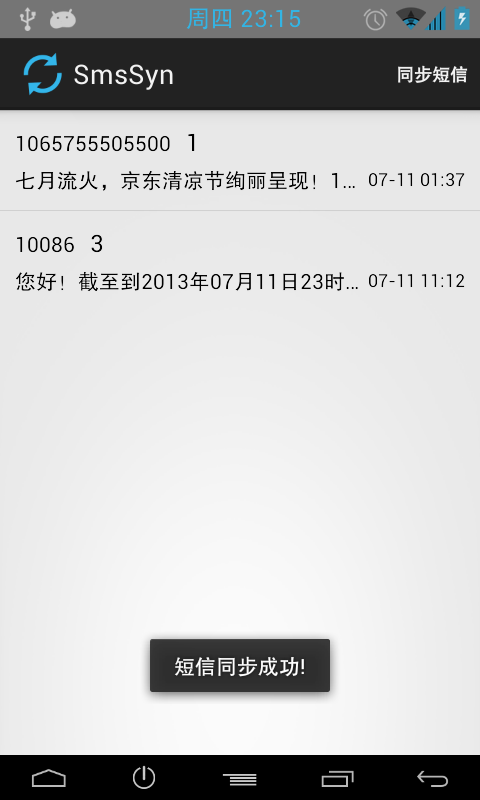 周四 23:15
SmsSyn
同步短信
1065755505500 1
七月流火，京东清凉节绚丽呈现！1... 07-11 01:37
10086 3
您好！截至到2013年07月11日23时... 07-11 11:12
短信同步成功!